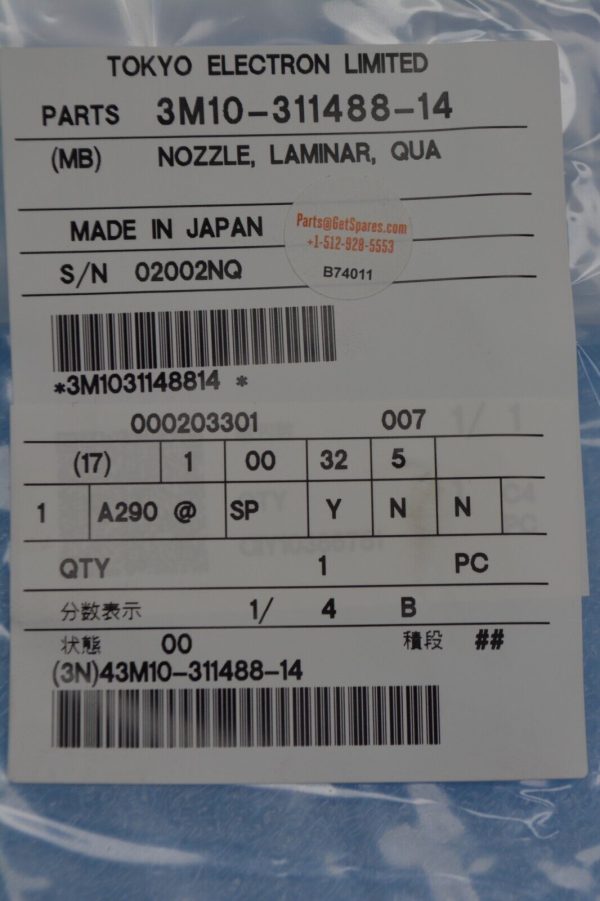 TOKYO ELECTRON LIMITED
PARTS 3M10-311488-14
(MB) NOZZLE, LAMINAR, QUA
MADE IN JAPAN
Parts@GetSpares.com
+1-512-928-5553
B74011
S/N 02002NQ
*3M1031148814 *
000203301 007 1/ 1
(17) 1 00 32 5
1 A290 @ SP Y N N
QTY 1 PC
分数表示 1/ 4 B
状態 00 積段 ##
(3N)43M10-311488-14